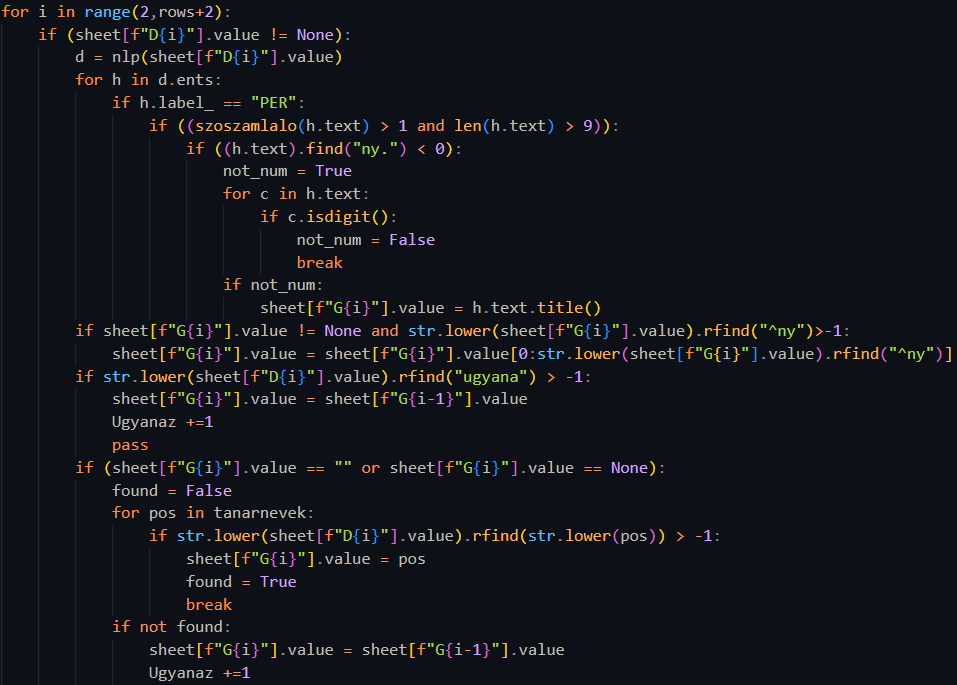 for i in range(2,rows+2):
    if (sheet[f"D{i}"].value != None):
        d = nlp(sheet[f"D{i}"].value)
        for h in d.ents:
            if h.label_ == "PER":
                if ((szoszamlalo(h.text) > 1 and len(h.text) > 9)):
                    if ((h.text).find("ny.") < 0):
                        not_num = True
                        for c in h.text:
                            if c.isdigit():
                                not_num = False
                                break
                        if not_num:
                            sheet[f"G{i}"].value = h.text.title()
        if sheet[f"G{i}"].value != None and str.lower(sheet[f"G{i}"].value).rfind("^ny")>-1:
            sheet[f"G{i}"].value = sheet[f"G{i}"].value[0:str.lower(sheet[f"G{i}"].value).rfind("^ny")]
        if str.lower(sheet[f"D{i}"].value).rfind("ugyana") > -1:
            sheet[f"G{i}"].value = sheet[f"G{i-1}"].value
            Ugyanaz +=1
            pass
        if (sheet[f"G{i}"].value == "" or sheet[f"G{i}"].value == None):
            found = False
            for pos in tanarnevek:
                if str.lower(sheet[f"D{i}"].value).rfind(str.lower(pos)) > -1:
                    sheet[f"G{i}"].value = pos
                    found = True
                    break
            if not found:
                sheet[f"G{i}"].value = sheet[f"G{i-1}"].value
                Ugyanaz +=1